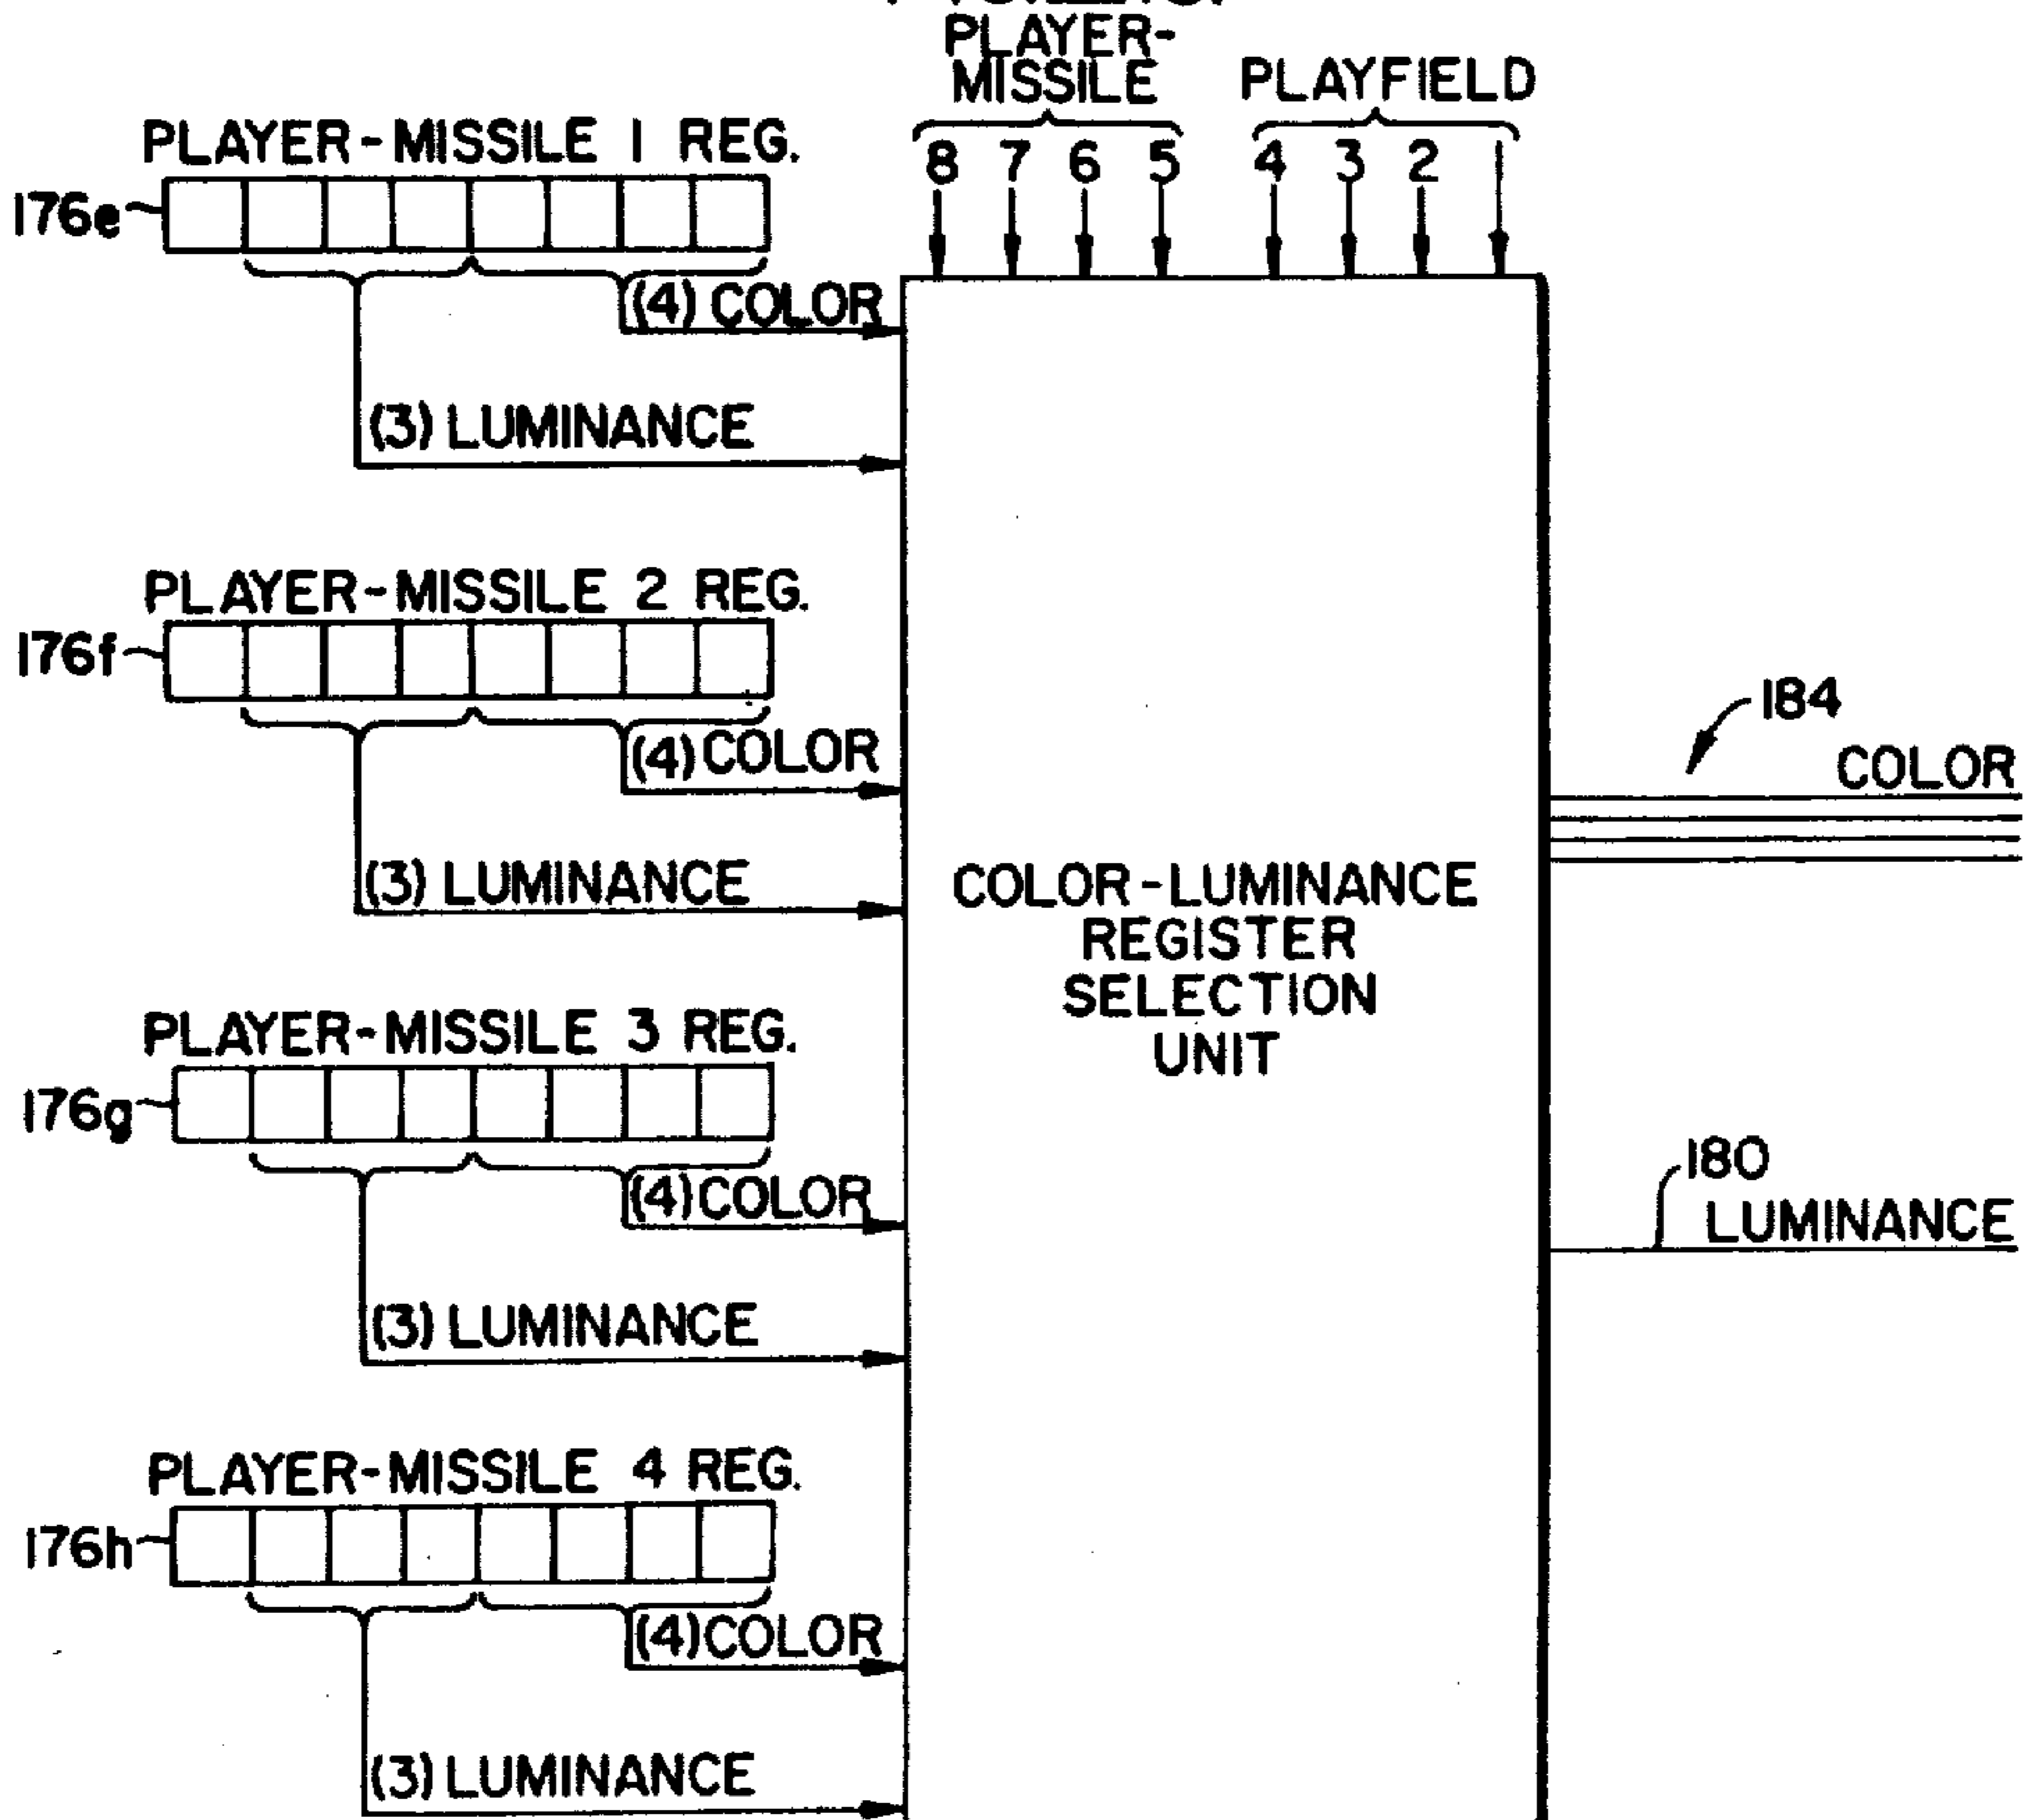 PLAYER-
MISSILE
PLAYFIELD
8 7 6 5 4 3 2
PLAYER-MISSILE 1 REG.
176e
(4) COLOR
(3) LUMINANCE
PLAYER-MISSILE 2 REG.
176f
(4) COLOR
(3) LUMINANCE
184
COLOR
COLOR-LUMINANCE
REGISTER
SELECTION
UNIT
PLAYER-MISSILE 3 REG.
176g
(4) COLOR
(3) LUMINANCE
180
LUMINANCE
PLAYER-MISSILE 4 REG.
176h
(4) COLOR
(3) LUMINANCE